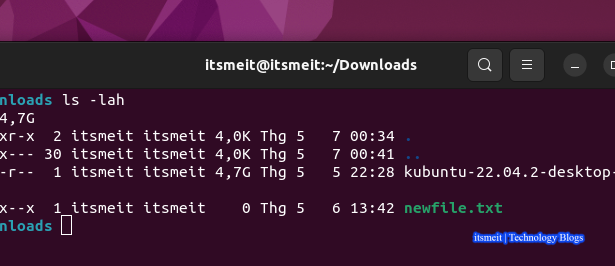 itsmeit@itsmeit:~/Downloads
nloads ls -lah
4,7G
xr-x 2 itsmeit itsmeit 4,0K Thg 5 7 00:34 .
x--- 30 itsmeit itsmeit 4,0K Thg 5 7 00:41 ..
-r-- 1 itsmeit itsmeit 4,7G Thg 5 5 22:28 kubuntu-22.04.2-desktop-
x--x 1 itsmeit itsmeit 0 Thg 5 6 13:42 newfile.txt
nloads
itsmeit | Technology Blogs